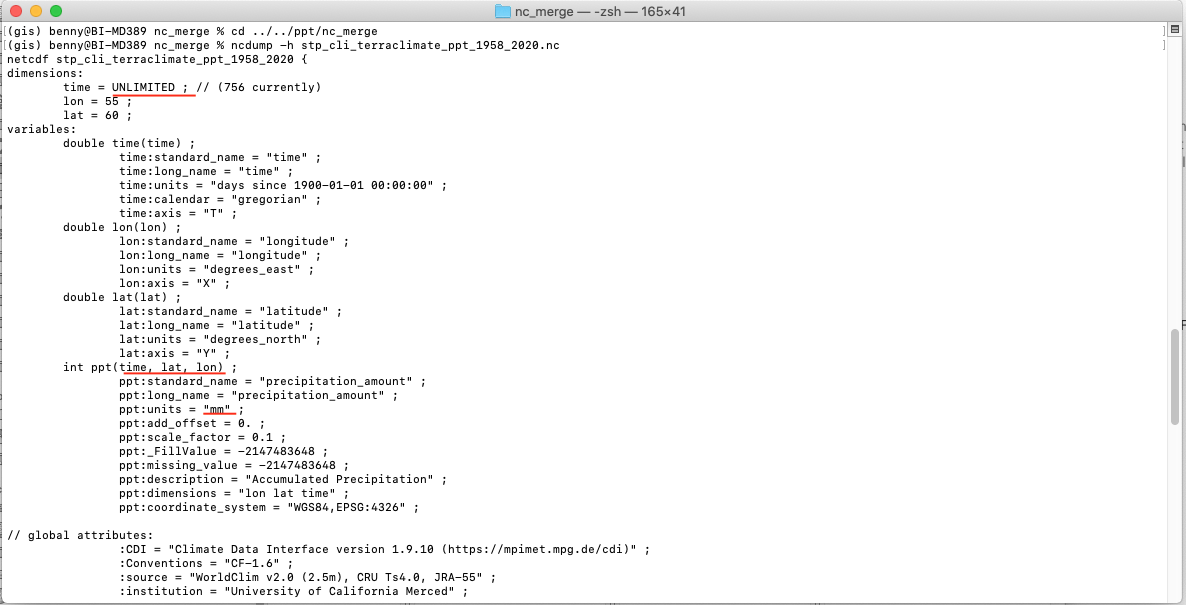 nc_merge — -zsh — 165×41
(gis) benny@BI-MD389 nc_merge % cd ../../ppt/nc_merge
(gis) benny@BI-MD389 nc_merge % ncdump -h stp_cli_terraclimate_ppt_1958_2020.nc
netcdf stp_cli_terraclimate_ppt_1958_2020 {
dimensions:
        time = UNLIMITED ; // (756 currently)
        lon = 55 ;
        lat = 60 ;
variables:
        double time(time) ;
                time:standard_name = "time" ;
                time:long_name = "time" ;
                time:units = "days since 1900-01-01 00:00:00" ;
                time:calendar = "gregorian" ;
                time:axis = "T" ;
        double lon(lon) ;
                lon:standard_name = "longitude" ;
                lon:long_name = "longitude" ;
                lon:units = "degrees_east" ;
                lon:axis = "X" ;
        double lat(lat) ;
                lat:standard_name = "latitude" ;
                lat:long_name = "latitude" ;
                lat:units = "degrees_north" ;
                lat:axis = "Y" ;
        int ppt(time, lat, lon) ;
                ppt:standard_name = "precipitation_amount" ;
                ppt:long_name = "precipitation_amount" ;
                ppt:units = "mm" ;
                ppt:add_offset = 0. ;
                ppt:scale_factor = 0.1 ;
                ppt:_FillValue = -2147483648 ;
                ppt:missing_value = -2147483648 ;
                ppt:description = "Accumulated Precipitation" ;
                ppt:dimensions = "lon lat time" ;
                ppt:coordinate_system = "WGS84,EPSG:4326" ;

// global attributes:
                :CDI = "Climate Data Interface version 1.9.10 (https://mpimet.mpg.de/cdi)" ;
                :Conventions = "CF-1.6" ;
                :source = "WorldClim v2.0 (2.5m), CRU Ts4.0, JRA-55" ;
                :institution = "University of California Merced" ;